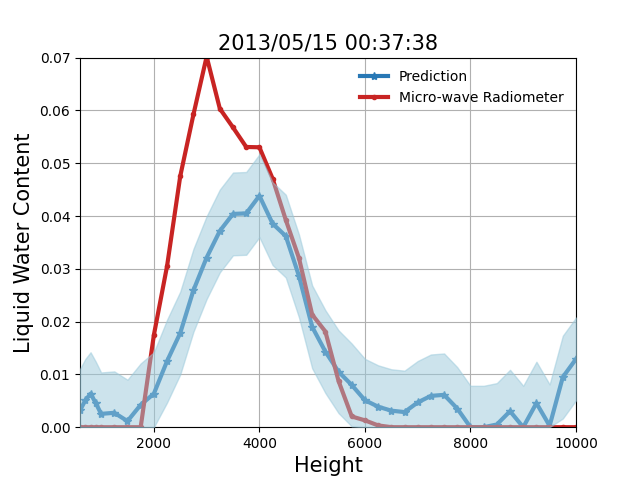 2013/05/15 00:37:38
Prediction
Micro-wave Radiometer
Liquid Water Content
0.07
0.06
0.05
0.04
0.03
0.02
0.01
0.00
2000 4000 6000 8000 10000
Height